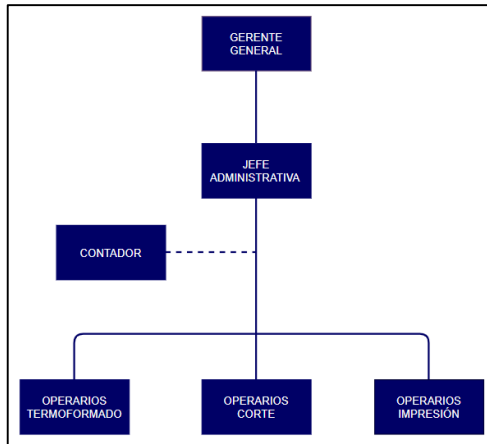 GERENTE
GENERAL
JEFE
ADMINISTRATIVA
CONTADOR
OPERARIOS
TERMOFORMADO
OPERARIOS
CORTE
OPERARIOS
IMPRESIÓN